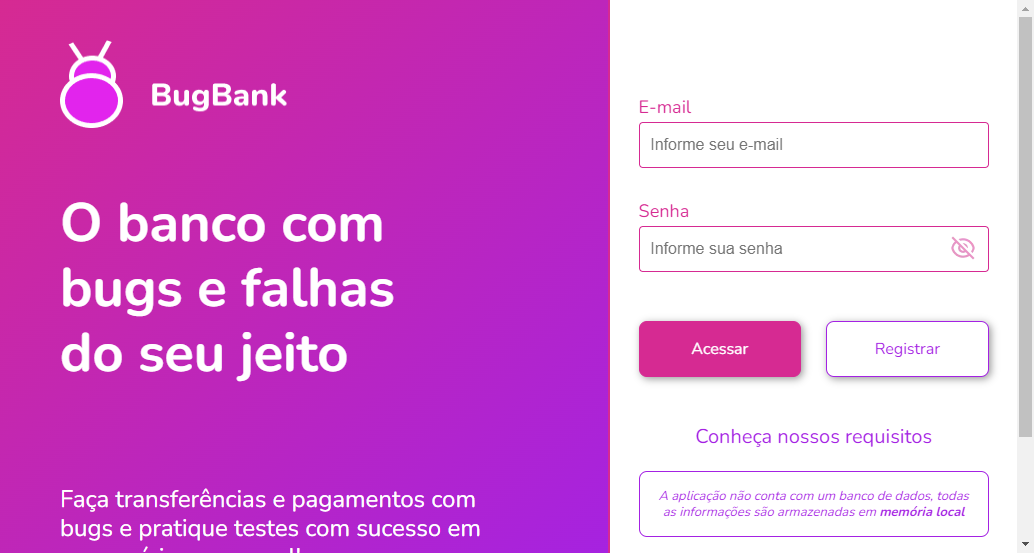 BugBank
O banco com
bugs e falhas
do seu jeito
Faça transferências e pagamentos com
bugs e pratique testes com sucesso em
E-mail
Informe seu e-mail
Senha
Informe sua senha
Acessar
Registrar
Conheça nossos requisitos
A aplicação não conta com um banco de dados, todas
as informações são armazenadas em memória local